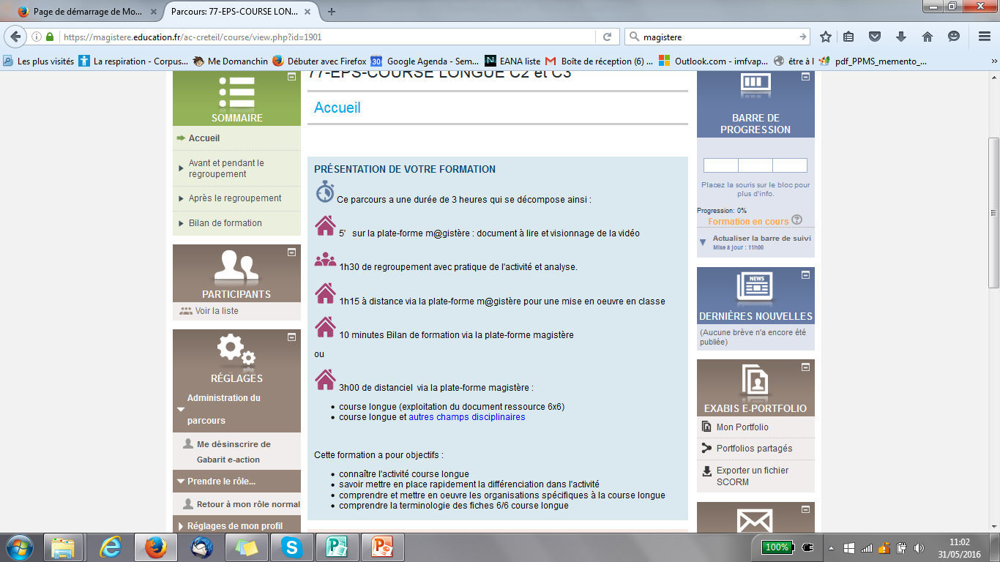 Page de démarrage de Mo...
Parcours: 77-EPS-COURSE LON...
https://magistere.education.fr/ac-creteil/course/view.php?id=1901
magistere
Les plus visités
La respiration - Corpus...
Me Domanchin
Débuter avec Firefox
Google Agenda - Sem...
EANA liste
Boîte de réception (6) ...
Outlook.com - imfvap...
être à l
pdf_PPMS_memento_...
77-EPS-COURSE LONGUE C2 et C3
Accueil
SOMMAIRE
Accueil
Avant et pendant le
regroupement
Après le regroupement
Bilan de formation
PARTICIPANTS
Voir la liste
RÉGLAGES
Administration du
parcours
Me désinscrire de
Gabarit e-action
Prendre le rôle...
Retour à mon rôle normal
Réglages de mon profil
PRÉSENTATION DE VOTRE FORMATION
Ce parcours a une durée de 3 heures qui se décompose ainsi :
5' sur la plate-forme m@gistère : document à lire et visionnage de la vidéo
1h30 de regroupement avec pratique de l'activité et analyse.
1h15 à distance via la plate-forme m@gistère pour une mise en oeuvre en classe
10 minutes Bilan de formation via la plate-forme magistère
ou
3h00 de distanciel via la plate-forme magistère :
• course longue (exploitation du document ressource 6x6)
• course longue et autres champs disciplinaires
Cette formation a pour objectifs :
• connaître l'activité course longue
• savoir mettre en place rapidement la différenciation dans l'activité
• comprendre et mettre en oeuvre les organisations spécifiques à la course longue
• comprendre la terminologie des fiches 6/6 course longue
BARRE DE
PROGRESSION
Placez la souris sur le bloc pour
plus d'info.
Progression: 0%
Formation en cours ?
Actualiser la barre de suivi
Mise à jour : 11h00
NEWS
DERNIÈRES NOUVELLES
(Aucune brève n'a encore été
publiée)
EXABIS E-PORTFOLIO
Mon Portfolio
Portfolios partagés
Exporter un fichier
SCORM
100%
11:02
31/05/2016